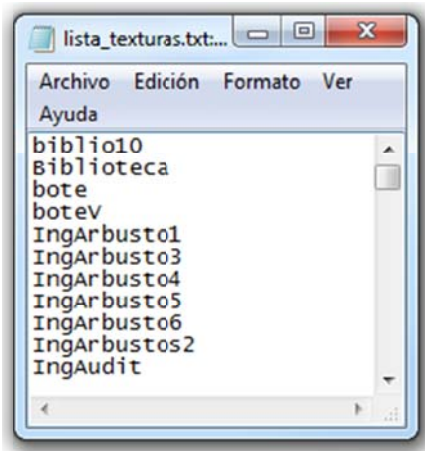 lista_texturas.txt:...
Archivo Edición Formato Ver
Ayuda
biblio10
Biblioteca
bote
boteV
IngArbusto1
IngArbusto3
IngArbusto4
IngArbusto5
IngArbusto6
IngArbustos2
IngAudit